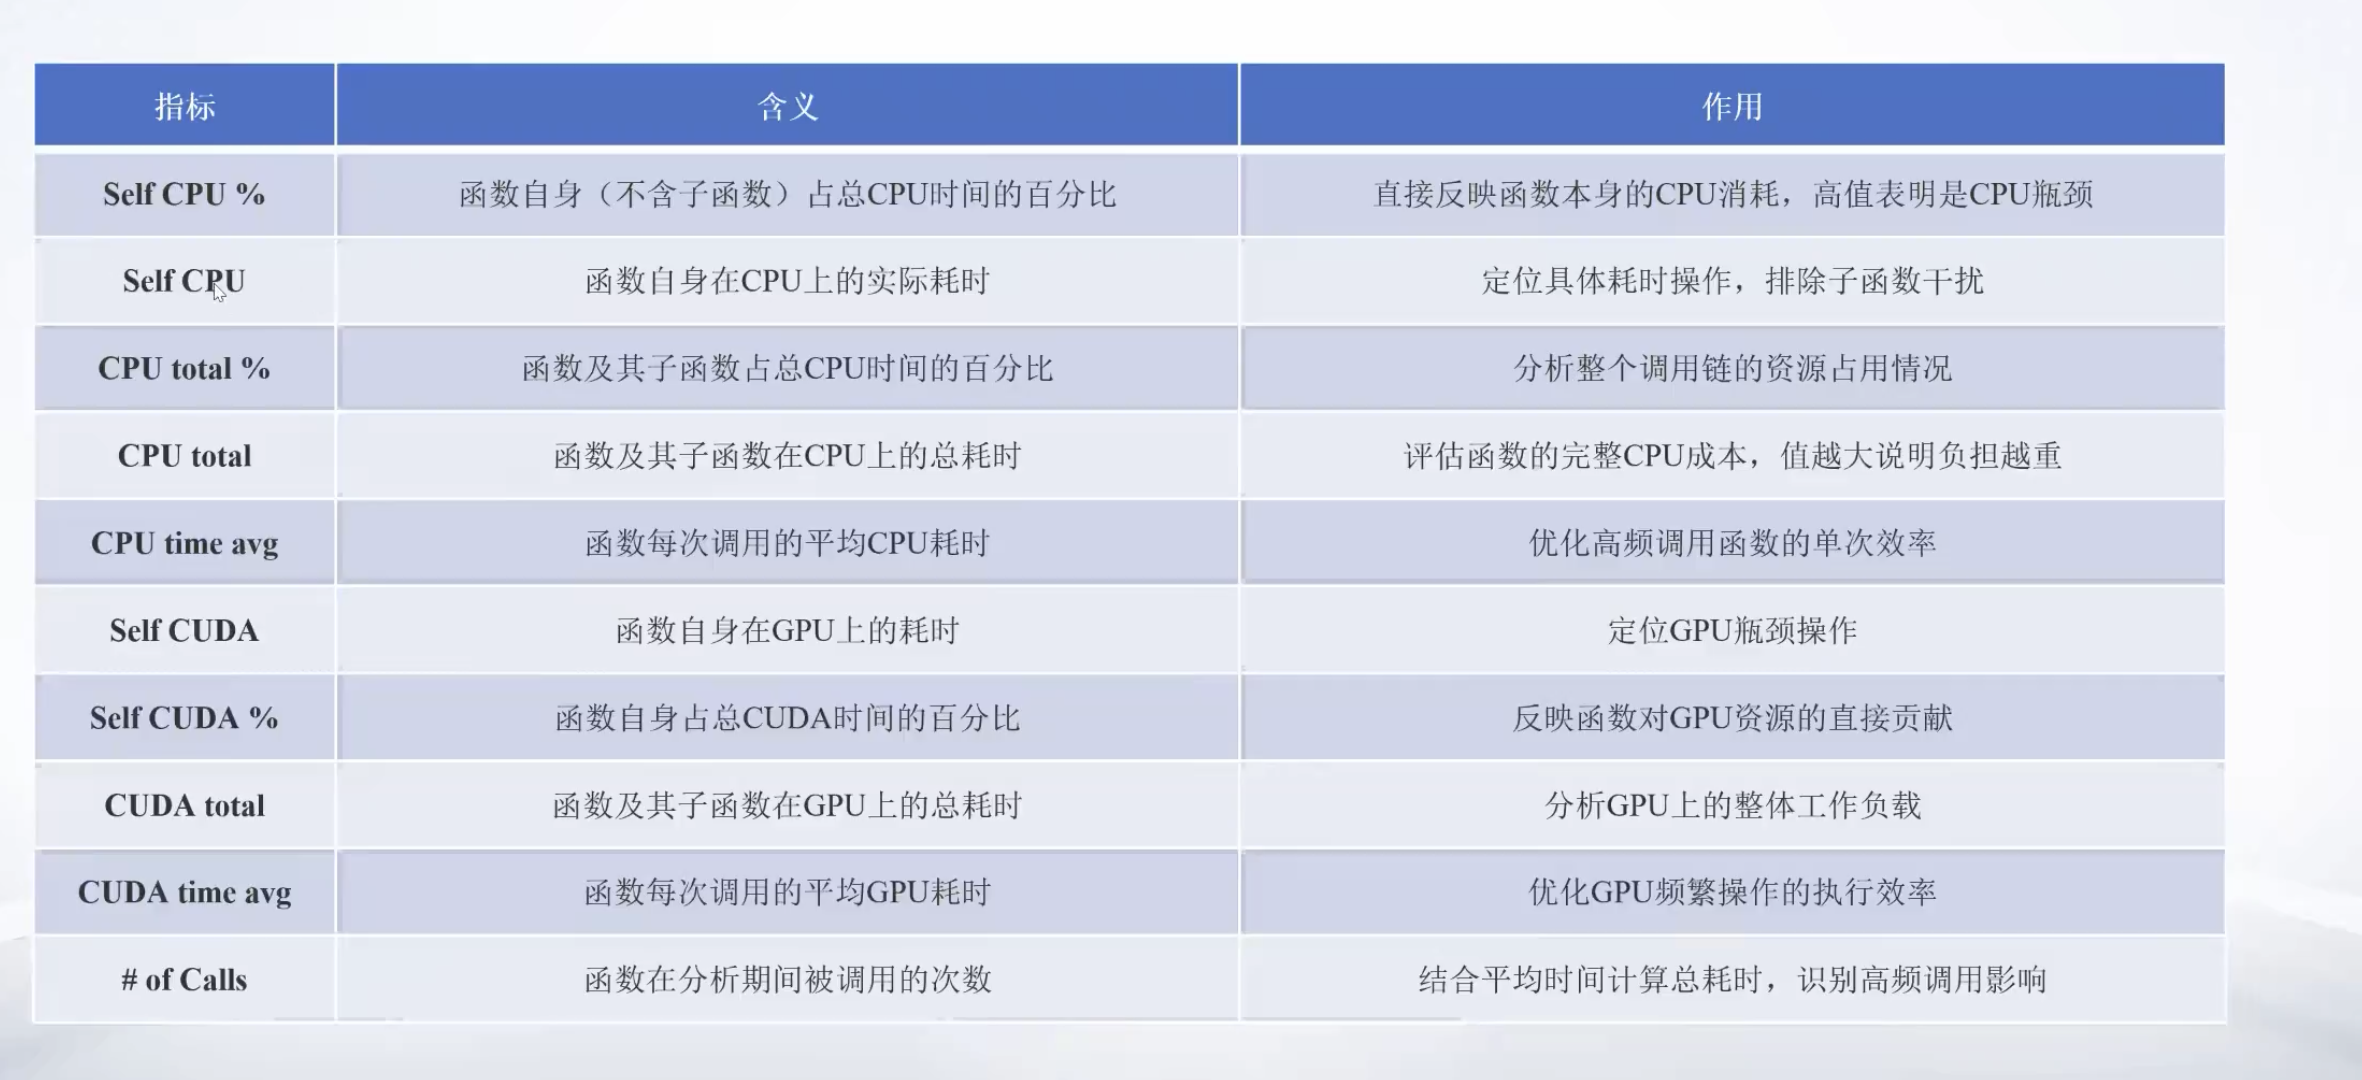 指标 含义 作用
Self CPU % 函数自身（不含子函数）占总CPU时间的百分比 直接反映函数本身的CPU消耗，高值表明是CPU瓶颈
Self CPU 函数自身在CPU上的实际耗时 定位具体耗时操作，排除子函数干扰
CPU total % 函数及其子函数占总CPU时间的百分比 分析整个调用链的资源占用情况
CPU total 函数及其子函数在CPU上的总耗时 评估函数的完整CPU成本，值越大说明负担越重
CPU time avg 函数每次调用的平均CPU耗时 优化高频调用函数的单次效率
Self CUDA 函数自身在GPU上的耗时 定位GPU瓶颈操作
Self CUDA % 函数自身占总CUDA时间的百分比 反映函数对GPU资源的直接贡献
CUDA total 函数及其子函数在GPU上的总耗时 分析GPU上的整体工作负载
CUDA time avg 函数每次调用的平均GPU耗时 优化GPU频繁操作的执行效率
# of Calls 函数在分析期间被调用的次数 结合平均时间计算总耗时，识别高频调用影响